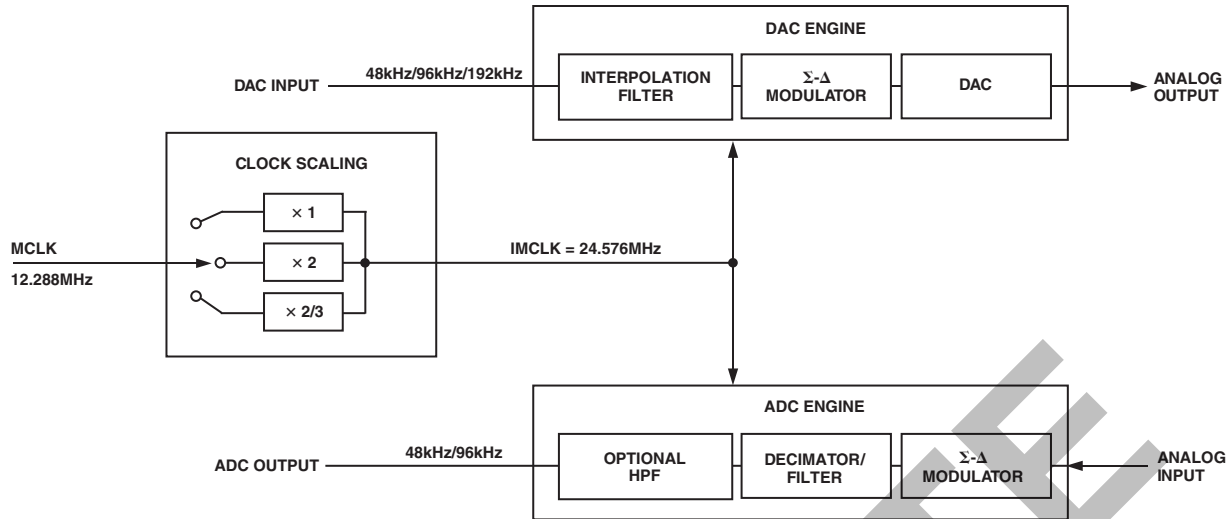 DAC ENGINE
DAC INPUT
48kHz/96kHz/192kHz
INTERPOLATION
FILTER
Σ-Δ
MODULATOR
DAC
ANALOG
OUTPUT
CLOCK SCALING
× 1
MCLK
12.288MHz
× 2
IMCLK = 24.576MHz
× 2/3
ADC ENGINE
ADC OUTPUT
48kHz/96kHz
OPTIONAL
HPF
DECIMATOR/
FILTER
Σ-Δ
MODULATOR
ANALOG
INPUT
TE